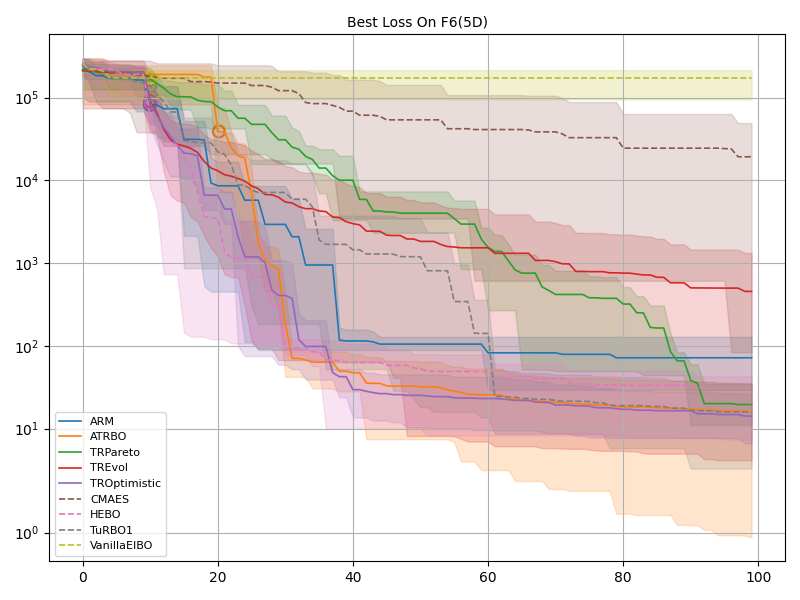 Best Loss On F6(5D)
10^5
10^4
10^3
10^2
10^1
10^0
ARM
ATRBO
TRPareto
TREvol
TROptimistic
CMAES
HEBO
TuRBO1
VanillaEIBO
0 20 40 60 80 100